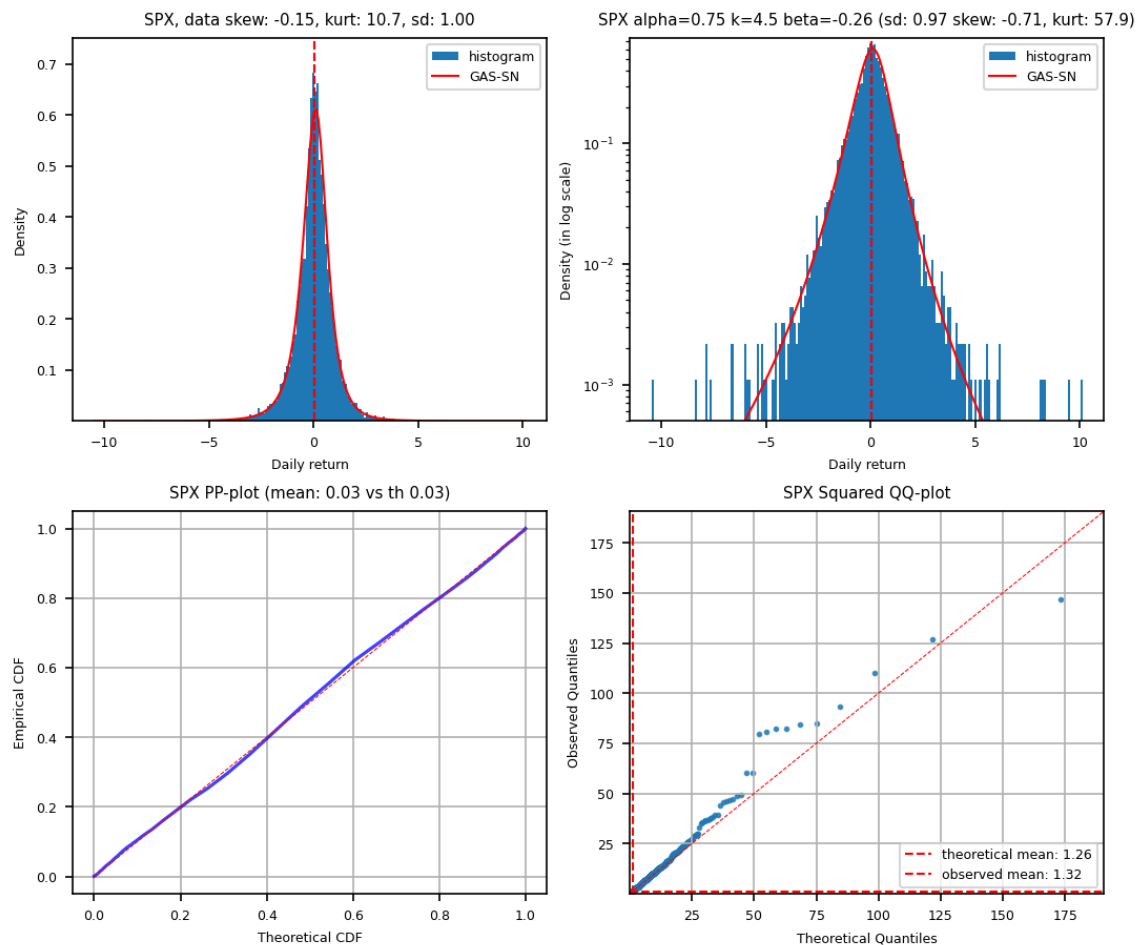 SPX, data skew: -0.15, kurt: 10.7, sd: 1.00
histogram
GAS-SN
0.7
0.6
0.5
0.4
0.3
0.2
0.1
Density
−10
−5
0
5
10
Daily return
SPX alpha=0.75 k=4.5 beta=-0.26 (sd: 0.97 skew: -0.71, kurt: 57.9)
histogram
GAS-SN
10⁻¹
10⁻²
10⁻³
Density (in log scale)
−10
−5
0
5
10
Daily return
SPX PP-plot (mean: 0.03 vs th 0.03)
1.0
0.8
0.6
0.4
0.2
0.0
Empirical CDF
0.0
0.2
0.4
0.6
0.8
1.0
Theoretical CDF
SPX Squared QQ-plot
175
150
125
100
75
50
25
Observed Quantiles
theoretical mean: 1.26
observed mean: 1.32
25
50
75
100
125
150
175
Theoretical Quantiles